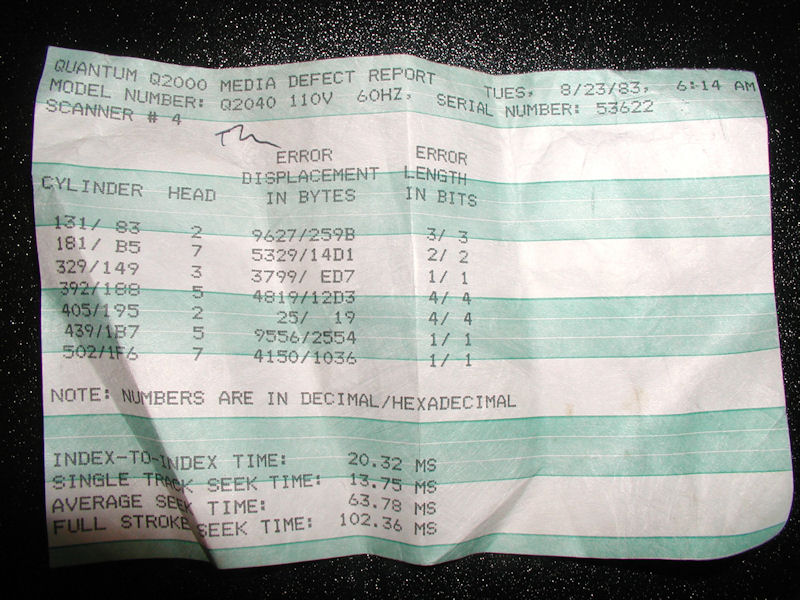 QUANTUM Q2000 MEDIA DEFECT REPORT TUES, 8/23/83, 6:14 AM
MODEL NUMBER: Q2040 110V 60HZ, SERIAL NUMBER: 53622
SCANNER # 4
ERROR ERROR
DISPLACEMENT LENGTH
CYLINDER HEAD IN BYTES IN BITS
131/ 83 2 9627/259B 3/ 3
181/ B5 7 5329/14D1 2/ 2
329/149 3 3799/ ED7 1/ 1
392/188 5 4819/12D3 4/ 4
405/195 2 25/ 19 4/ 4
439/1B7 5 9556/2554 1/ 1
502/1F6 7 4150/1036 1/ 1
NOTE: NUMBERS ARE IN DECIMAL/HEXADECIMAL
INDEX-TO-INDEX TIME: 20.32 MS
SINGLE TRACK SEEK TIME: 13.75 MS
AVERAGE SEEK TIME: 63.78 MS
FULL STROKE SEEK TIME: 102.36 MS